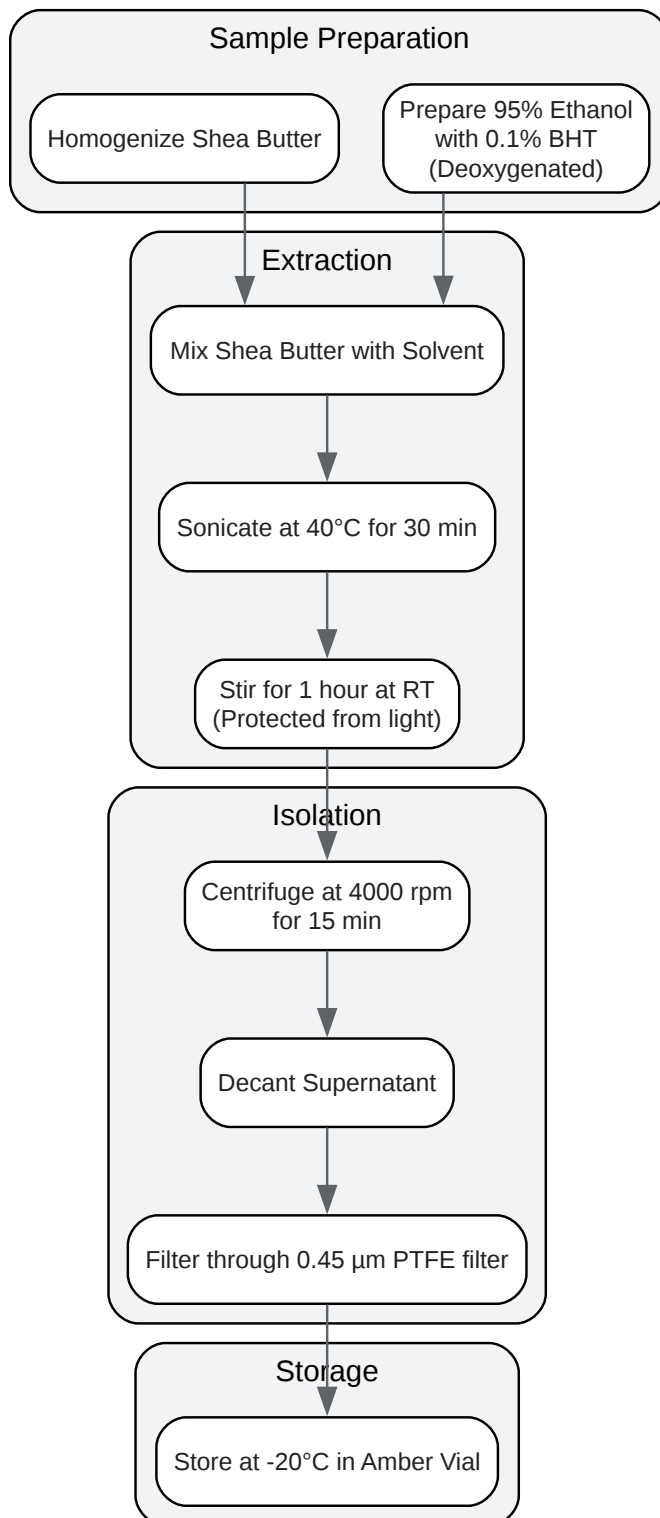 Sample Preparation
Homogenize Shea Butter
Prepare 95% Ethanol
with 0.1% BHT
(Deoxygenated)
Extraction
Mix Shea Butter with Solvent
Sonicate at 40°C for 30 min
Stir for 1 hour at RT
(Protected from light)
Isolation
Centrifuge at 4000 rpm
for 15 min
Decant Supernatant
Filter through 0.45 µm PTFE filter
Storage
Store at -20°C in Amber Vial